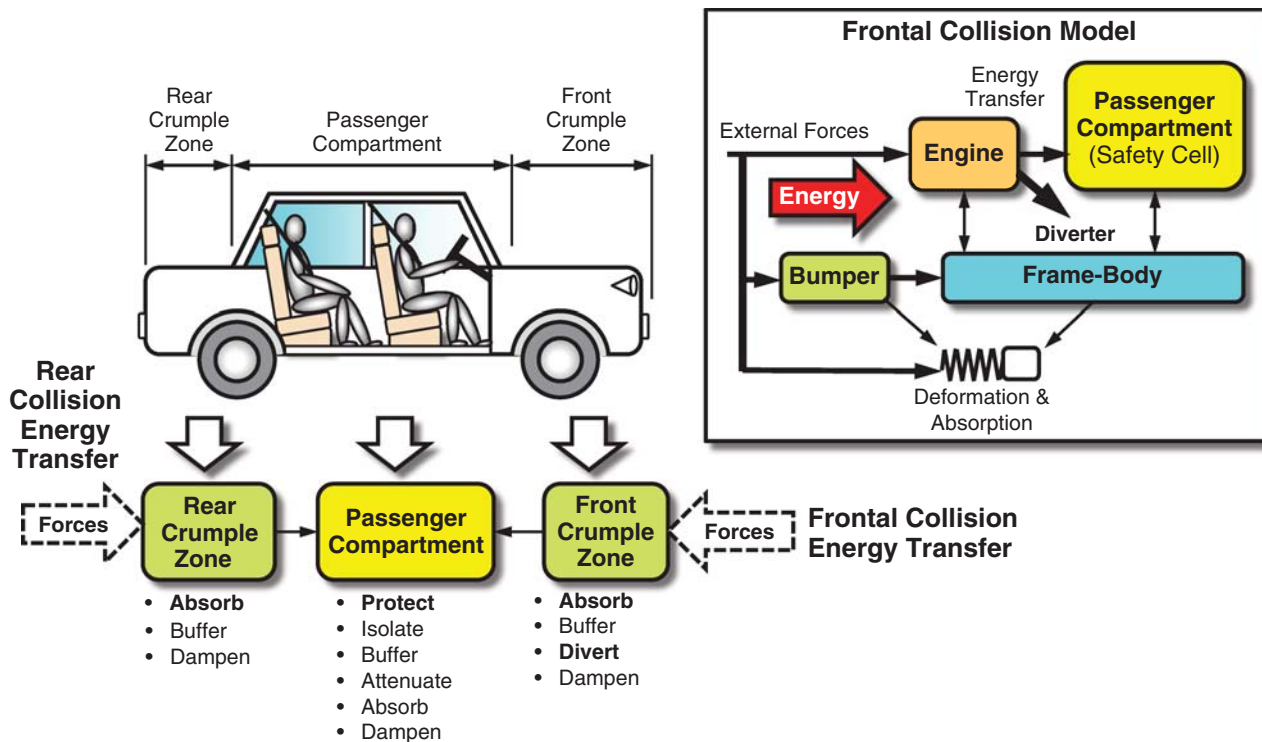 Frontal Collision Model
Rear
Crumple
Zone
Passenger
Compartment
Front
Crumple
Zone
External Forces
Energy
Transfer
Engine
Passenger
Compartment
(Safety Cell)
Energy
Diverter
Bumper
Frame-Body
Deformation &
Absorption
Rear
Collision
Energy
Transfer
Forces
Rear
Crumple
Zone
Passenger
Compartment
Front
Crumple
Zone
Forces
Frontal Collision
Energy Transfer
• Absorb
• Buffer
• Dampen
• Protect
• Isolate
• Buffer
• Attenuate
• Absorb
• Dampen
• Absorb
• Buffer
• Divert
• Dampen